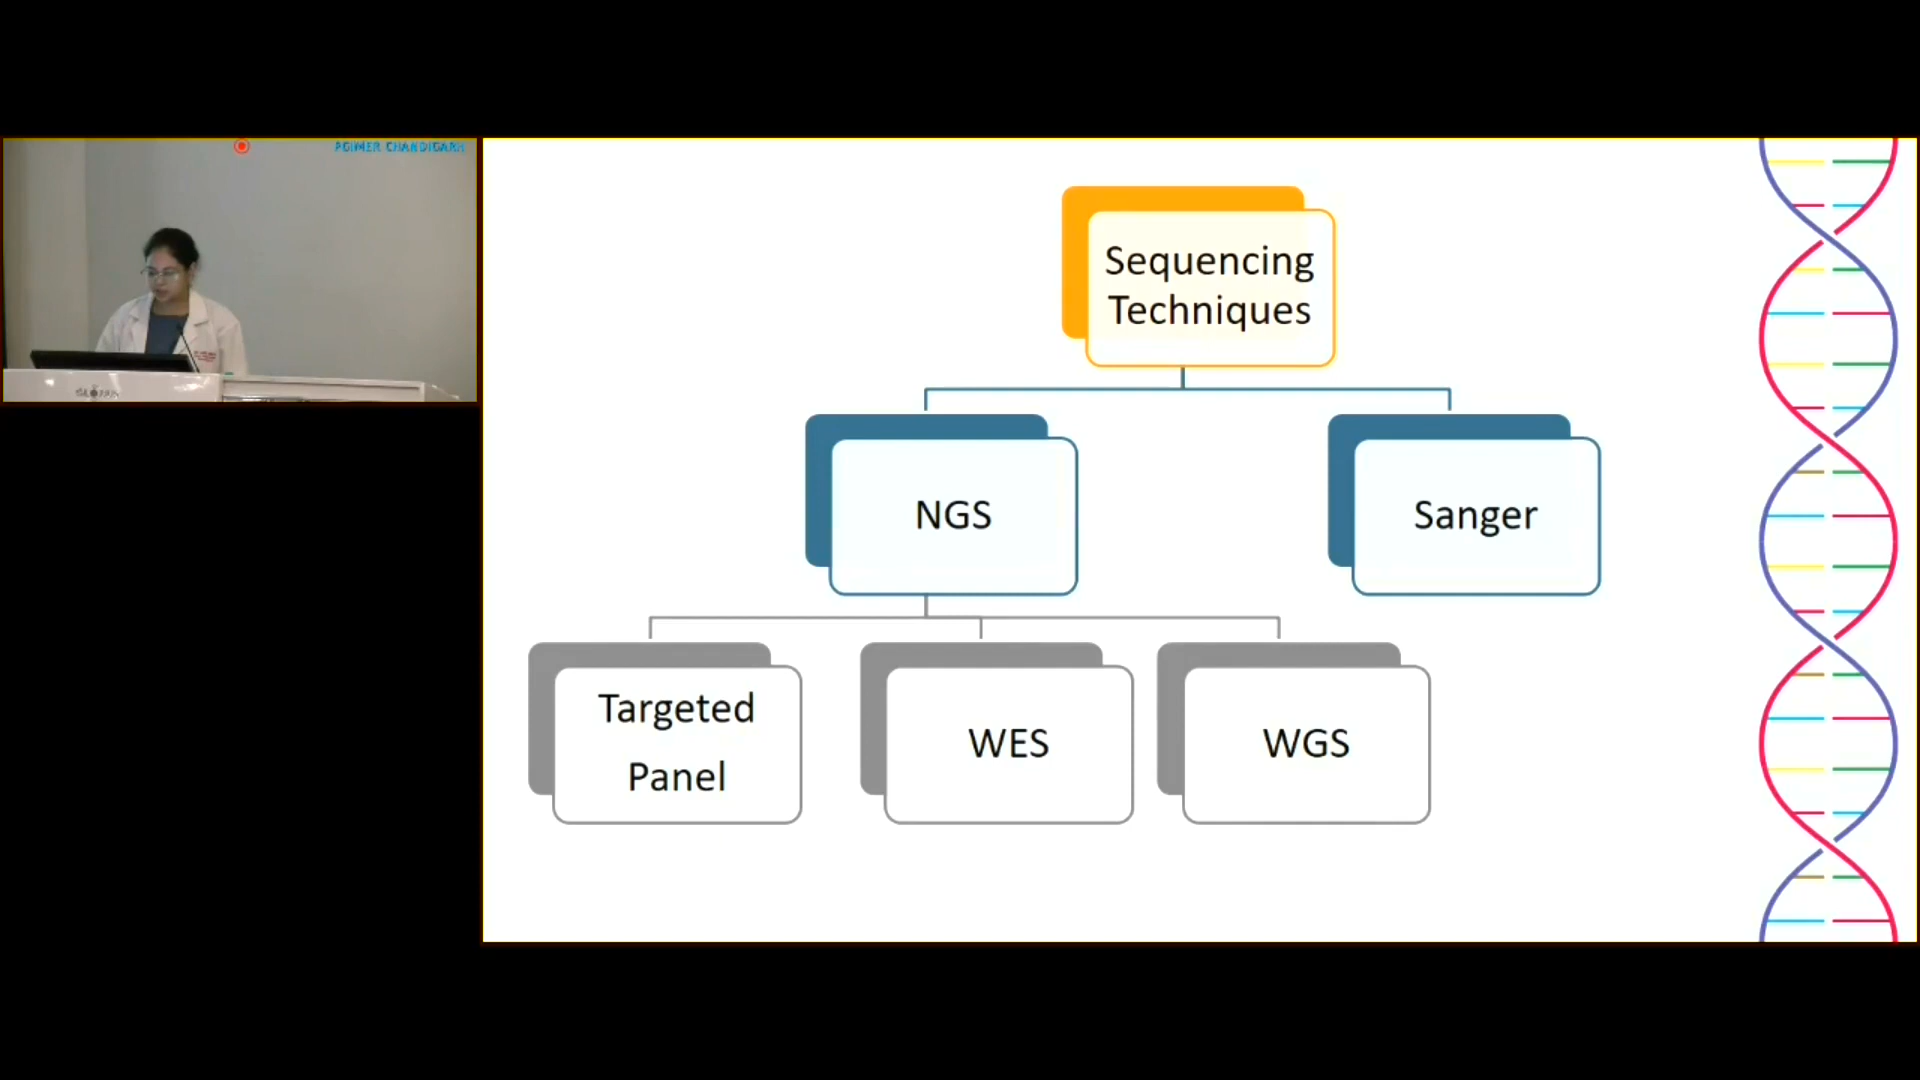 PGIMER CHANDIGARH
Sequencing
Techniques
NGS
Sanger
Targeted
Panel
WES
WGS